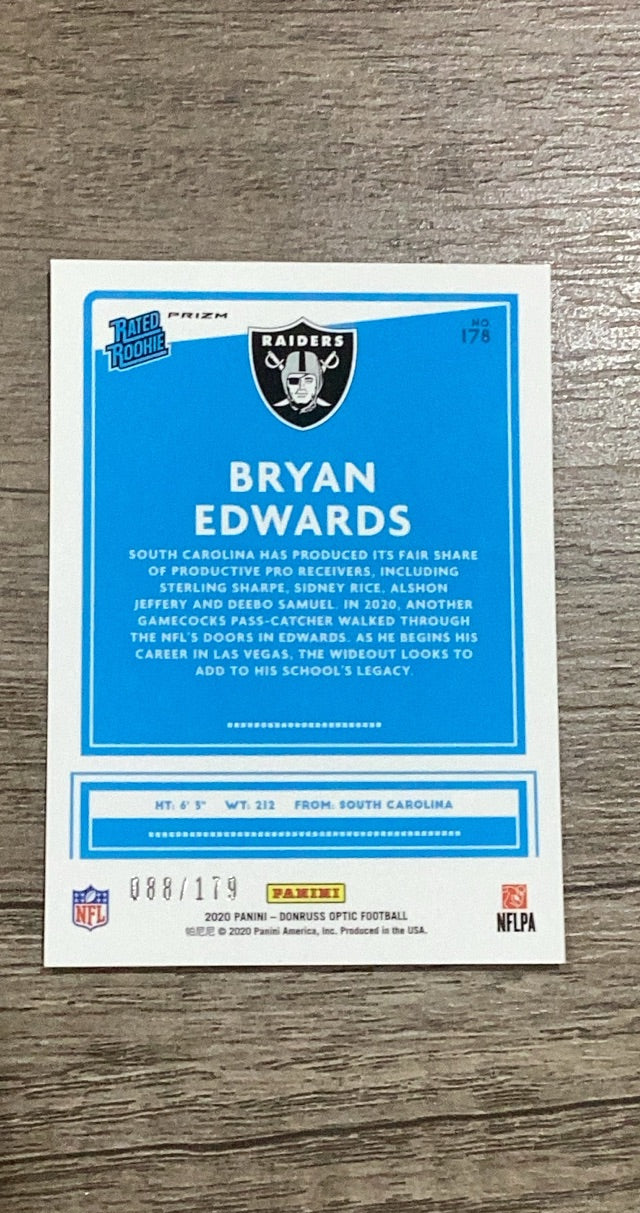 RATED
ROOKIE
PRIZM
NO.
178
RAIDERS
BRYAN
EDWARDS
SOUTH CAROLINA HAS PRODUCED ITS FAIR SHARE
OF PRODUCTIVE PRO RECEIVERS, INCLUDING
STERLING SHARPE, SIDNEY RICE, ALSHON
JEFFERY AND DEEBO SAMUEL. IN 2020, ANOTHER
GAMECOCKS PASS-CATCHER WALKED THROUGH
THE NFL'S DOORS IN EDWARDS. AS HE BEGINS HIS
CAREER IN LAS VEGAS, THE WIDEOUT LOOKS TO
ADD TO HIS SCHOOL'S LEGACY.
HT: 6' 3" WT: 212 FROM: SOUTH CAROLINA
NFL
088/179
PANINI
2020 PANINI – DONRUSS OPTIC FOOTBALL
帕尼尼 © 2020 Panini America, Inc. Produced in the USA.
NFLPA